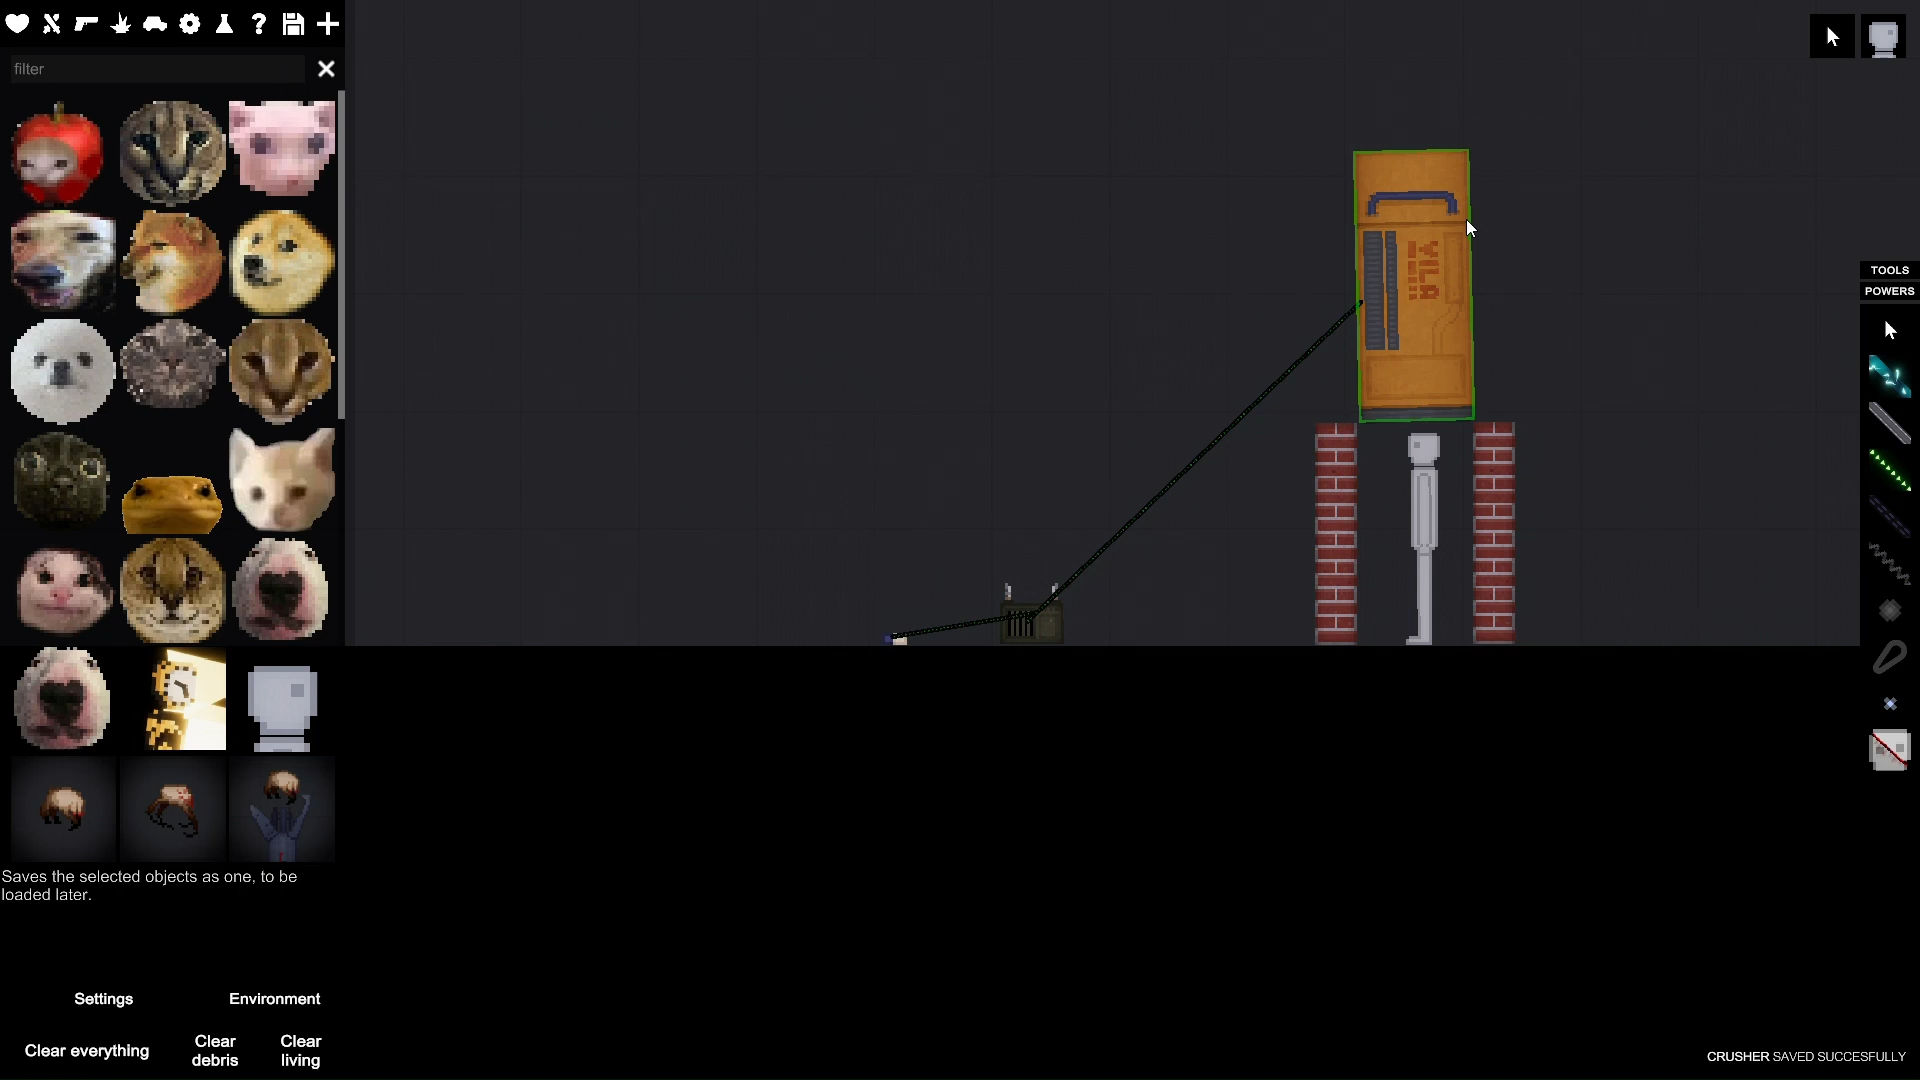 filter
TOOLS
POWERS
Saves the selected objects as one, to be
loaded later.
Settings
Environment
Clear everything
Clear
debris
Clear
living
CRUSHER SAVED SUCCESFULLY